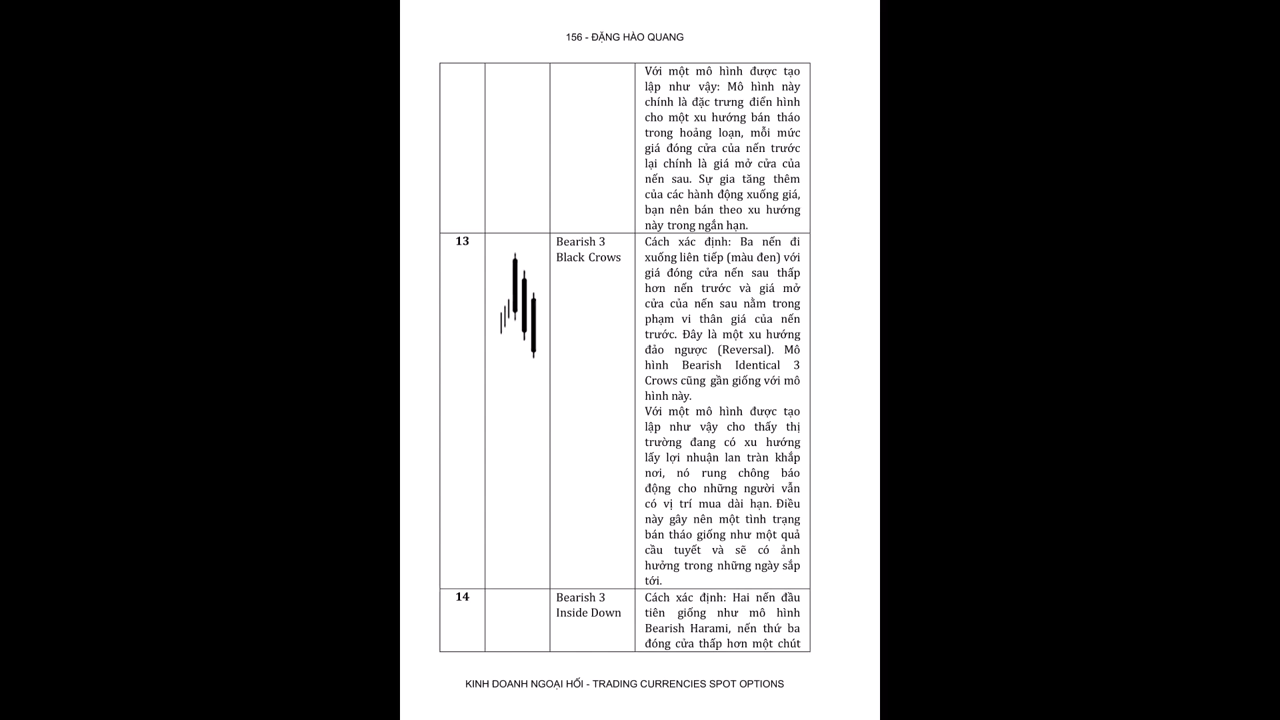 156 - ĐẶNG HÀO QUANG
Với một mô hình được tạo
lập như vậy: Mô hình này
chính là đặc trưng điển hình
cho một xu hướng bán tháo
trong hoảng loạn, mỗi mức
giá đóng cửa của nến trước
lại chính là giá mở cửa của
nến sau. Sự gia tăng thêm
của các hành động xuống giá,
bạn nên bán theo xu hướng
này trong ngắn hạn.
13
Bearish 3
Black Crows
Cách xác định: Ba nến đi
xuống liên tiếp (màu đen) với
giá đóng cửa nến sau thấp
hơn nến trước và giá mở
cửa của nến sau nằm trong
phạm vi thân giá của nến
trước. Đây là một xu hướng
đảo ngược (Reversal). Mô
hình Bearish Identical 3
Crows cũng gần giống với mô
hình này.
Với một mô hình được tạo
lập như vậy cho thấy thị
trường đang có xu hướng
lấy lợi nhuận lan tràn khắp
nơi, nó rung chông báo
động cho những người vẫn
có vị trí mua dài hạn. Điều
này gây nên một tình trạng
bán tháo giống như một quả
cầu tuyết và sẽ có ảnh
hưởng trong những ngày sắp
tới.
14
Bearish 3
Inside Down
Cách xác định: Hai nến đầu
tiên giống như mô hình
Bearish Harami, nến thứ ba
đóng cửa thấp hơn một chút
KINH DOANH NGOẠI HỐI - TRADING CURRENCIES SPOT OPTIONS